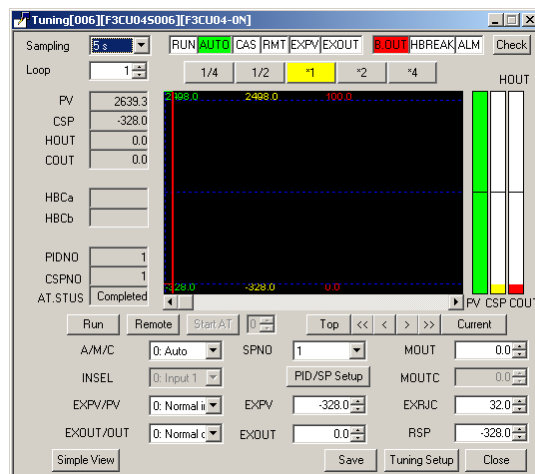 Tuning[006][F3CU04S006][F3CU04-0N]
Sampling 5 s RUN AUTO CAS RMT EXPV EXOUT B.OUT HBREAK ALM Check
Loop 1 1/4 1/2 *1 *2 *4 HOUT
PV 2639.3 2498.0 2498.0 100.0
CSP -328.0
HOUT 0.0
COUT 0.0
HBCa
HBCb
PIDNO 1
CSPNO 1
AT.STUS Completed -328.0 -328.0 0.0 PV CSP COUT
Run Remote Start AT 0 Top << < > >> Current
A/M/C 0: Auto SPNO 1 MOUT 0.0
INSEL 0: Input 1 PID/SP Setup MOUTC 0.0
EXPV/PV 0: Normal i EXPV -328.0 EXRJC 32.0
EXOUT/OUT 0: Normal c EXOUT 0.0 RSP -328.0
Simple View Save Tuning Setup Close